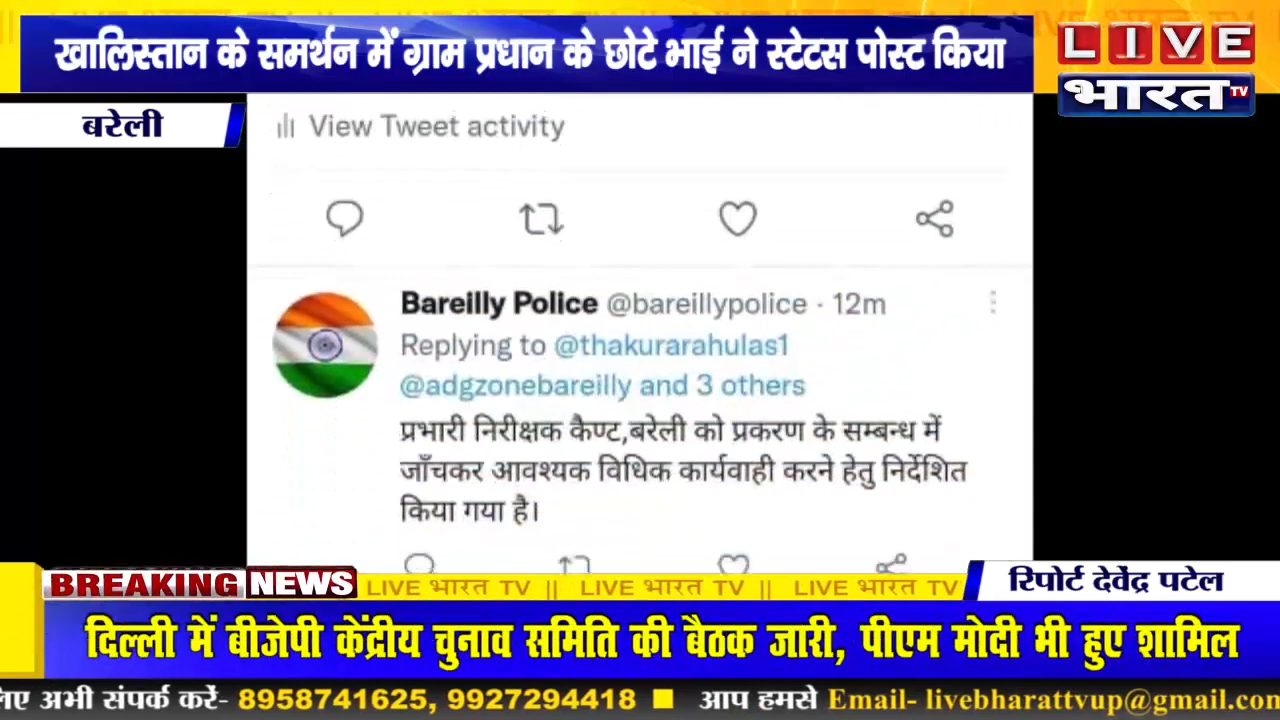 खालिस्तान के समर्थन में ग्राम प्रधान के छोटे भाई ने स्टेटस पोस्ट किया
LIVE
भारत TV
बरेली
View Tweet activity
Bareilly Police @bareillypolice · 12m
Replying to @thakurarahulas1
@adgzonebareilly and 3 others
प्रभारी निरीक्षक कैण्ट,बरेली को प्रकरण के सम्बन्ध में
जाँचकर आवश्यक विधिक कार्यवाही करने हेतु निर्देशित
किया गया है।
BREAKING NEWS
LIVE भारत TV || LIVE भारत TV || LIVE भारत TV
रिपोर्ट देवेंद्र पटेल
दिल्ली में बीजेपी केंद्रीय चुनाव समिति की बैठक जारी, पीएम मोदी भी हुए शामिल
अभी संपर्क करें- 8958741625, 9927294418 ■ आप हमसे Email- livebharattvup@gmail.com